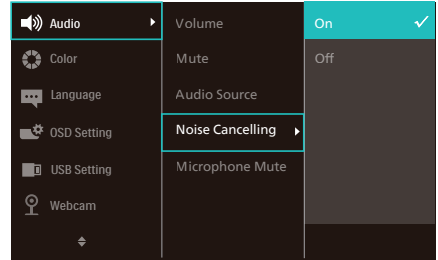 Audio
Color
Language
OSD Setting
USB Setting
Webcam
Volume
Mute
Audio Source
Noise Cancelling
Microphone Mute
On
Off